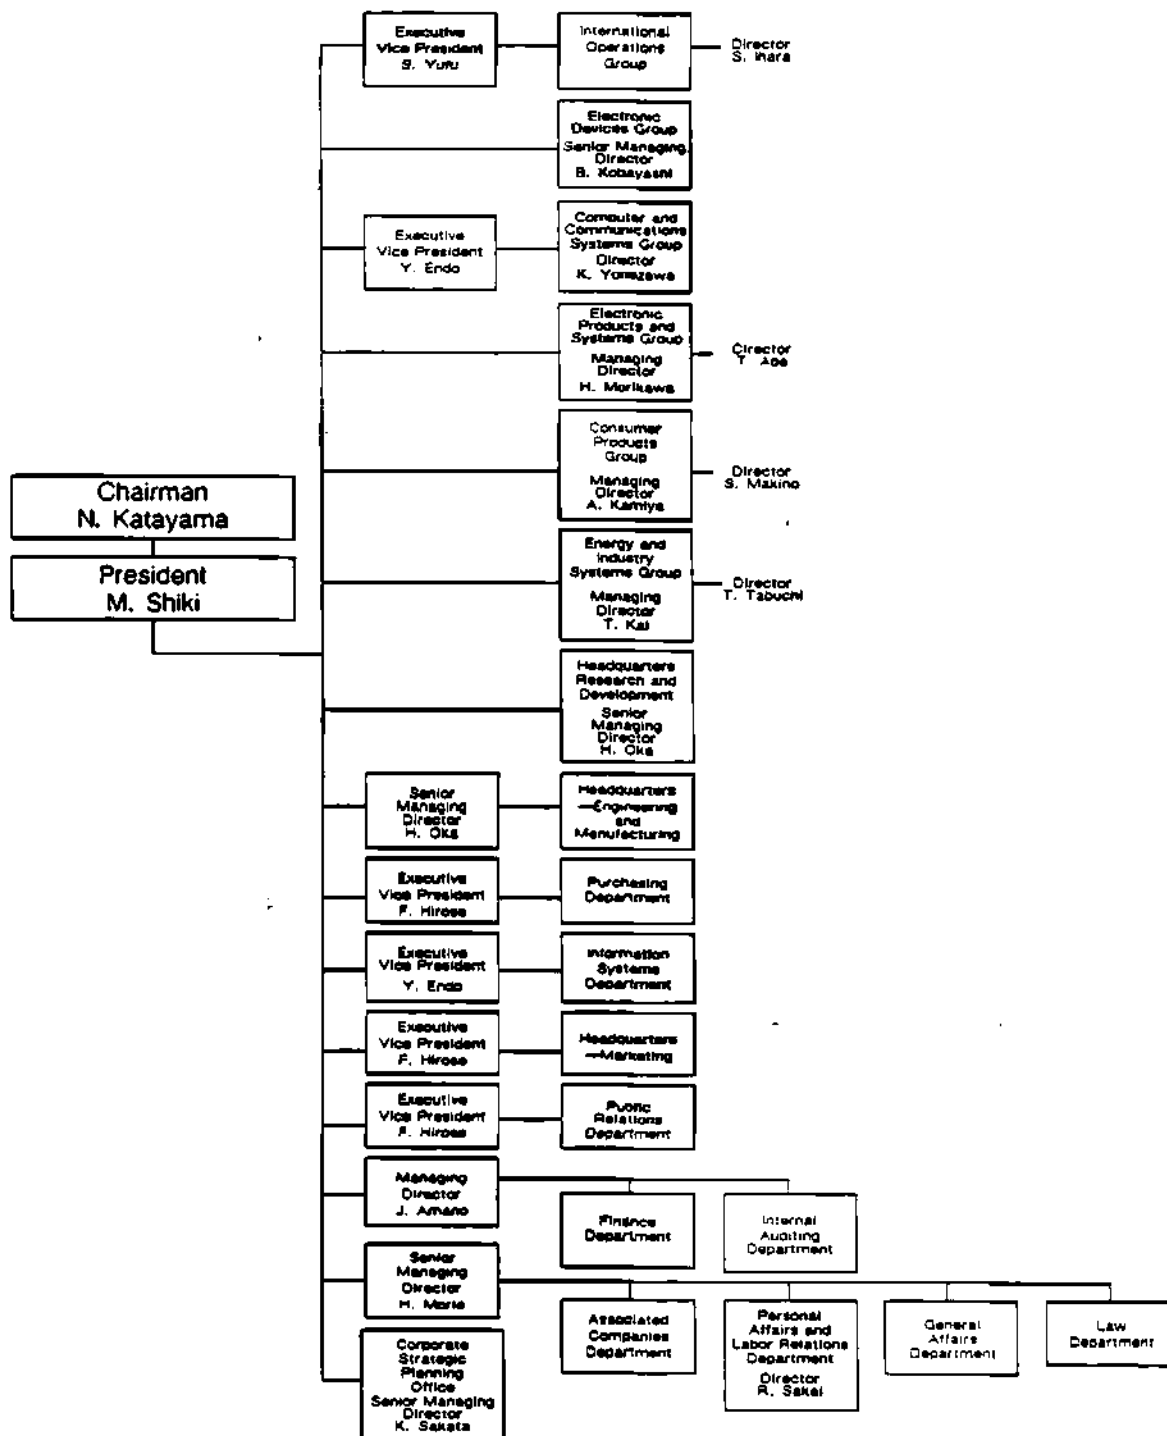 Executive
Vice President
S. Yufu
International
Operations
Group
Director
S. Ihara
Electronic
Devices Group
Senior Managing
Director
B. Kobayashi
Executive
Vice President
Y. Endo
Computer and
Communications
Systems Group
Director
K. Yonezawa
Electronic
Products and
Systems Group
Managing
Director
H. Morikawa
Director
T. Abe
Consumer
Products
Group
Managing
Director
A. Kamiya
Director
S. Makino
Chairman
N. Katayama
President
M. Shiki
Energy and
Industry
Systems Group
Managing
Director
T. Kai
Director
T. Tabuchi
Headquarters
Research and
Development
Senior
Managing
Director
H. Oka
Senior
Managing
Director
H. Oka
Headquarters
—Engineering
and
Manufacturing
Executive
Vice President
F. Hirose
Purchasing
Department
Executive
Vice President
Y. Endo
Information
Systems
Department
Executive
Vice President
F. Hirose
Headquarters
—Marketing
Executive
Vice President
F. Hirose
Public
Relations
Department
Managing
Director
J. Amano
Finance
Department
Internal
Auditing
Department
Senior
Managing
Director
H. Morie
Associated
Companies
Department
Personal
Affairs and
Labor Relations
Department
Director
R. Sakai
General
Affairs
Department
Law
Department
Corporate
Strategic
Planning
Office
Senior Managing
Director
K. Sakata